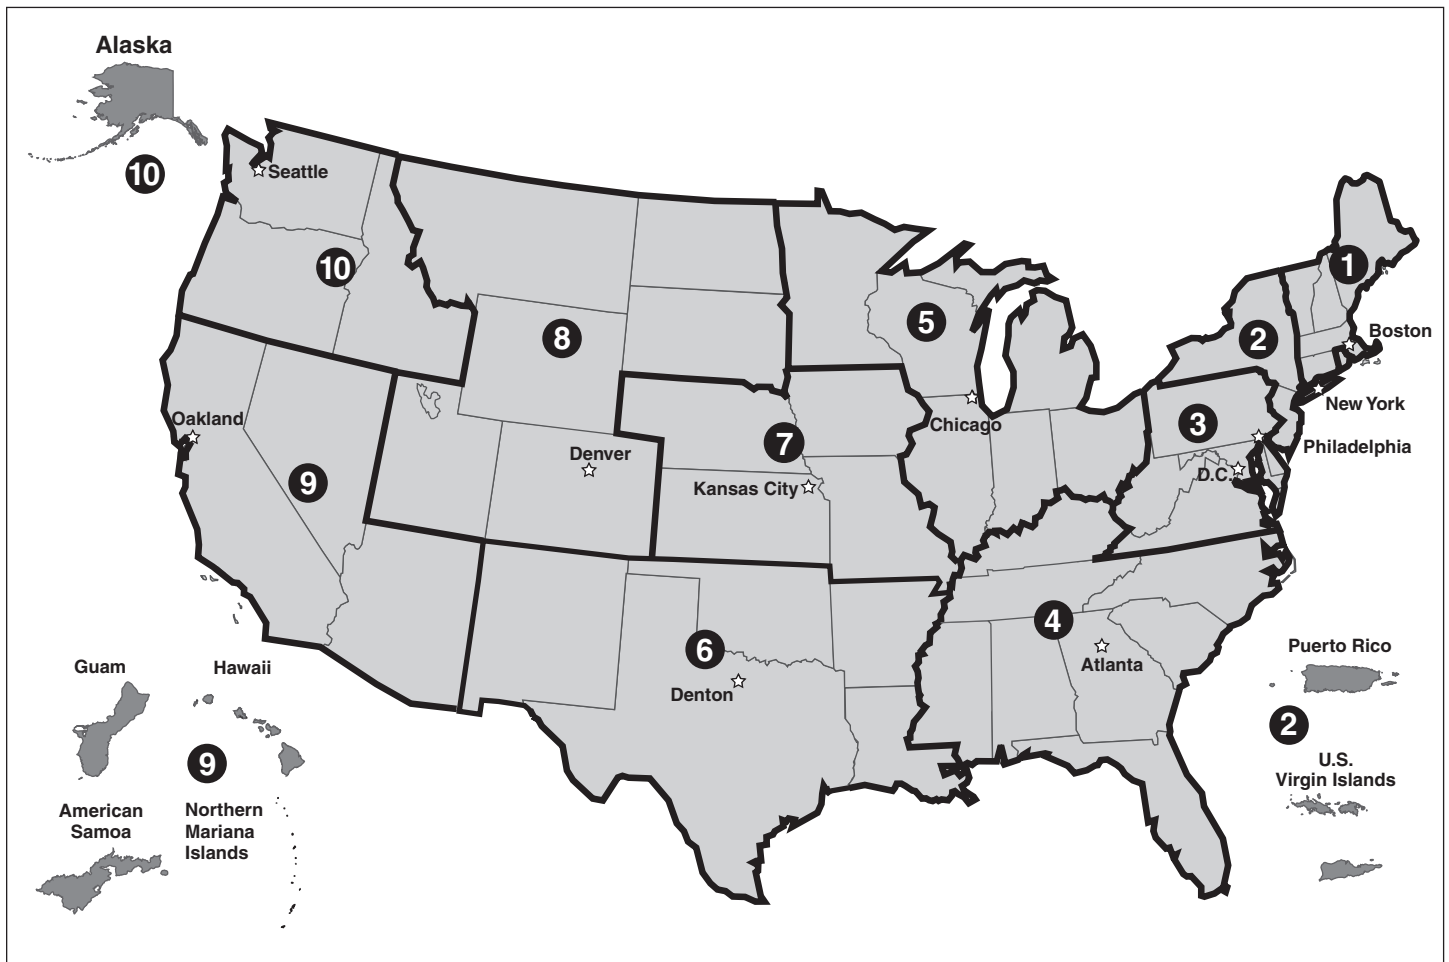 Alaska
10
Seattle
10
1
8
5
2
Boston
Oakland
New York
3
Chicago
Philadelphia
7
Denver
9
D.C.
Kansas City
4
6
Puerto Rico
Guam
Hawaii
Atlanta
Denton
2
9
U.S.
Virgin Islands
American
Samoa
Northern
Mariana
Islands